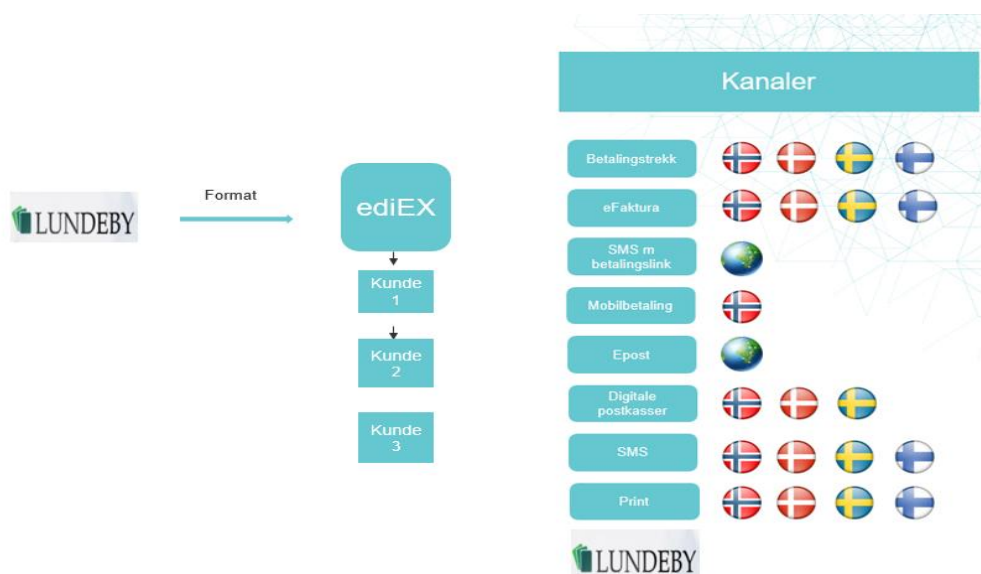 Kanaler
LUNDEBY
Format
ediEX
Kunde
1
Kunde
2
Kunde
3
Betalingstrekk
eFaktura
SMS m
betalingslink
Mobilbetaling
Epost
Digitale
postkasser
SMS
Print
LUNDEBY